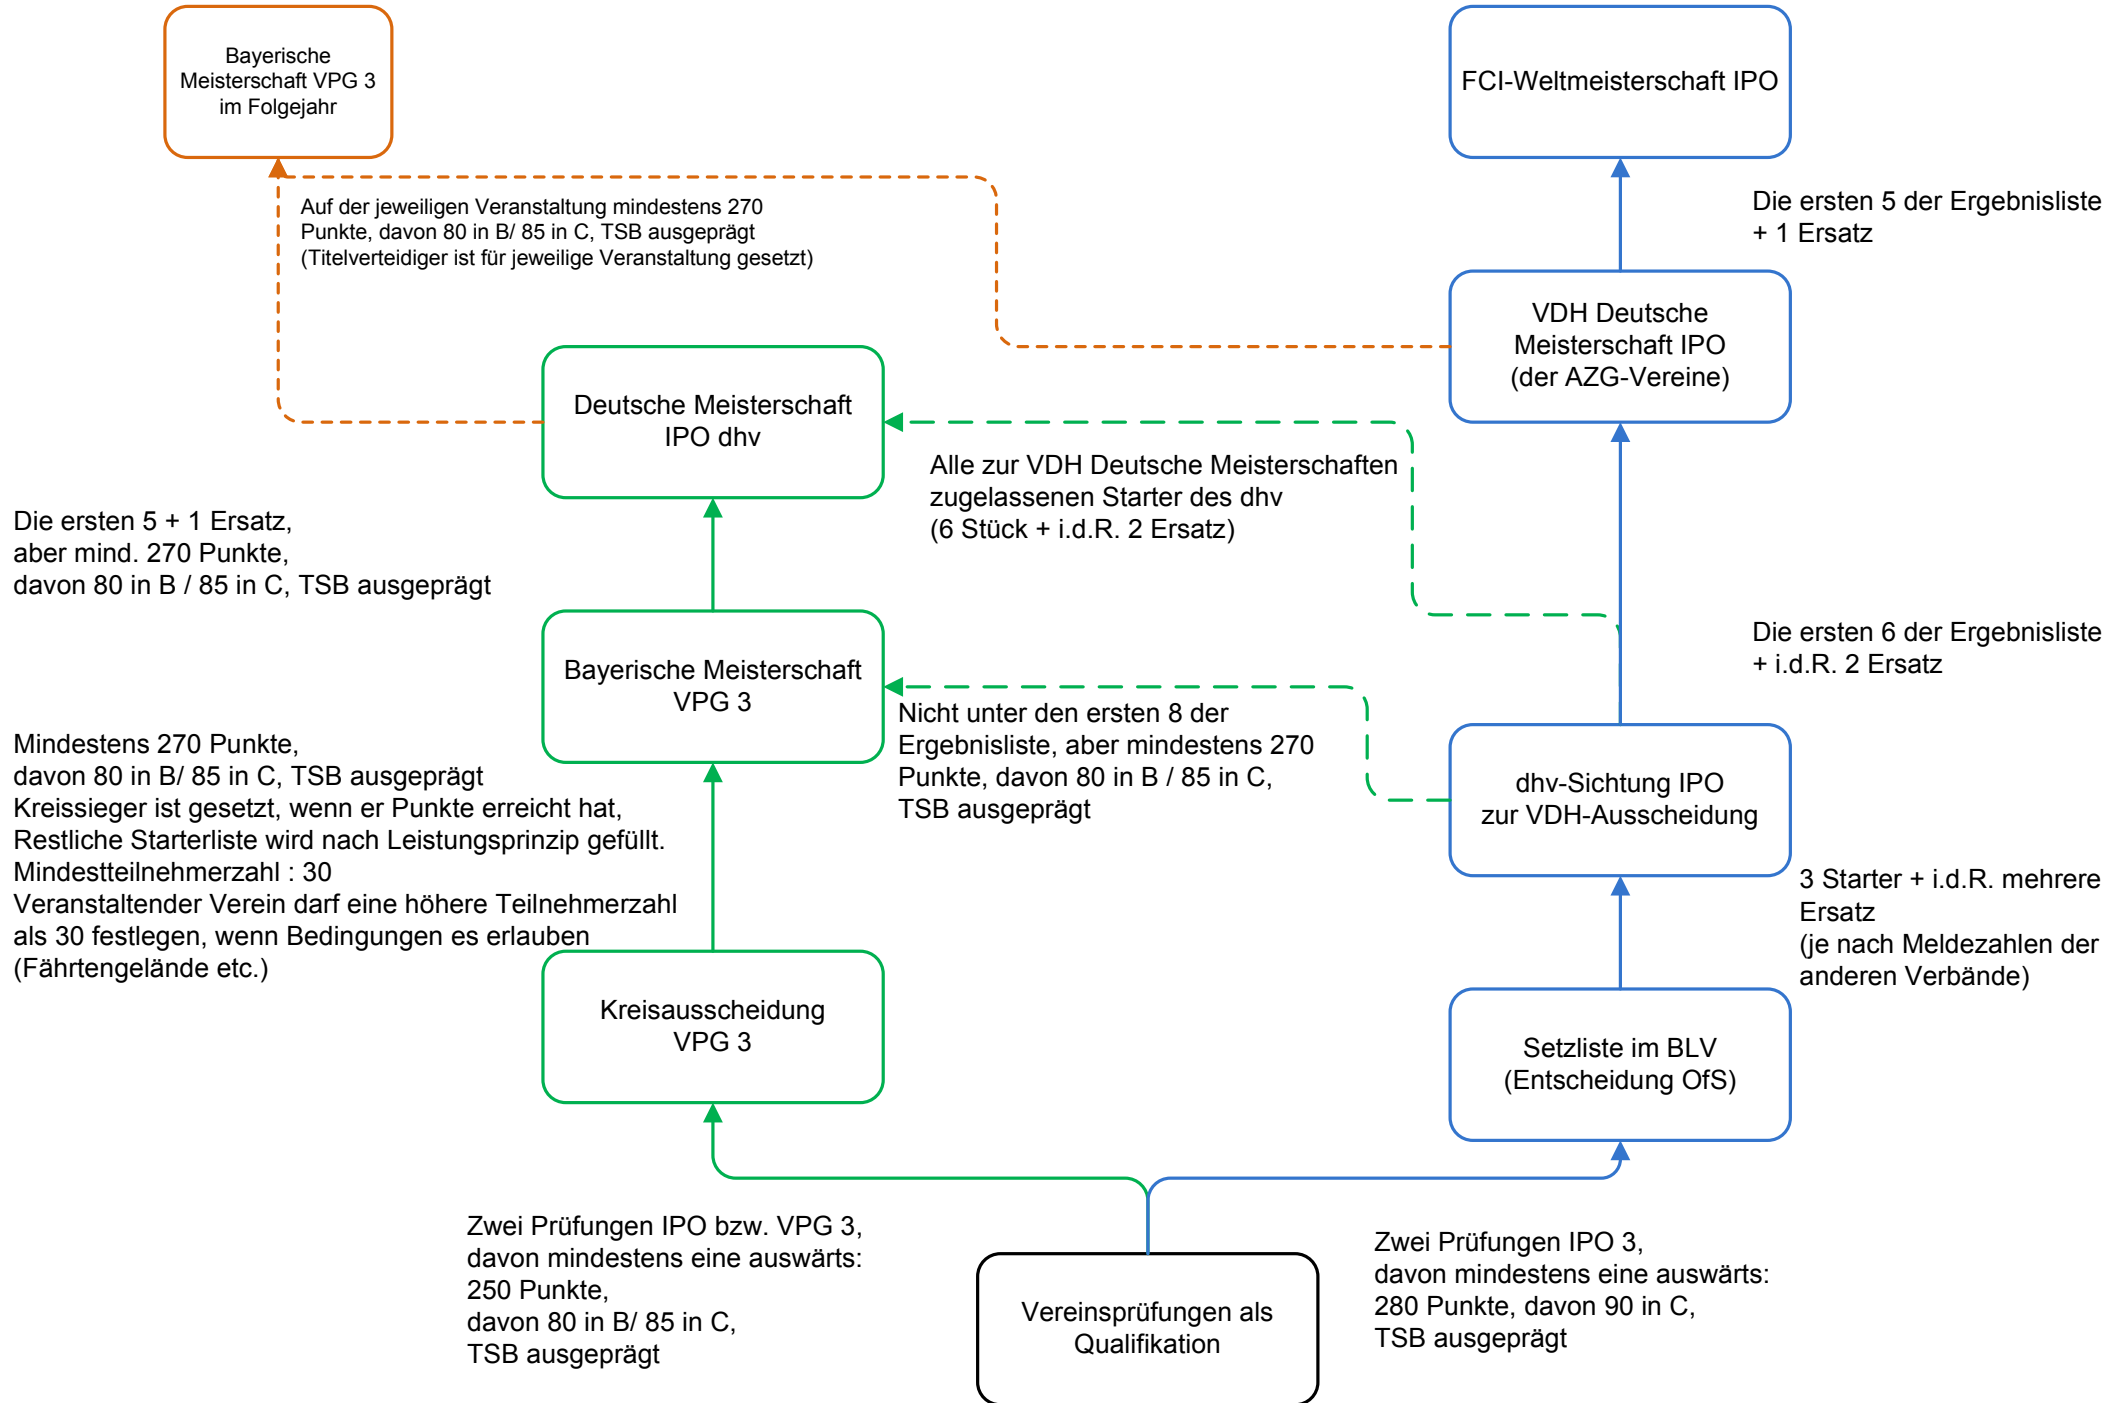 Bayerische
Meisterschaft VPG 3
im Folgejahr
FCI-Weltmeisterschaft IPO
Auf der jeweiligen Veranstaltung mindestens 270
Punkte, davon 80 in B/ 85 in C, TSB ausgeprägt
(Titelverteidiger ist für jeweilige Veranstaltung gesetzt)
Die ersten 5 der Ergebnisliste
+ 1 Ersatz
VDH Deutsche
Meisterschaft IPO
(der AZG-Vereine)
Deutsche Meisterschaft
IPO dhv
Alle zur VDH Deutsche Meisterschaften
zugelassenen Starter des dhv
(6 Stück + i.d.R. 2 Ersatz)
Die ersten 5 + 1 Ersatz,
aber mind. 270 Punkte,
davon 80 in B / 85 in C, TSB ausgeprägt
Die ersten 6 der Ergebnisliste
+ i.d.R. 2 Ersatz
Bayerische Meisterschaft
VPG 3
Nicht unter den ersten 8 der
Ergebnisliste, aber mindestens 270
Punkte, davon 80 in B / 85 in C,
TSB ausgeprägt
Mindestens 270 Punkte,
davon 80 in B/ 85 in C, TSB ausgeprägt
Kreissieger ist gesetzt, wenn er Punkte erreicht hat,
Restliche Starterliste wird nach Leistungsprinzip gefüllt.
Mindestteilnehmerzahl : 30
Veranstaltender Verein darf eine höhere Teilnehmerzahl
als 30 festlegen, wenn Bedingungen es erlauben
(Fährtengelände etc.)
dhv-Sichtung IPO
zur VDH-Ausscheidung
3 Starter + i.d.R. mehrere
Ersatz
(je nach Meldezahlen der
anderen Verbände)
Kreisausscheidung
VPG 3
Setzliste im BLV
(Entscheidung OfS)
Zwei Prüfungen IPO bzw. VPG 3,
davon mindestens eine auswärts:
250 Punkte,
davon 80 in B/ 85 in C,
TSB ausgeprägt
Vereinsprüfungen als
Qualifikation
Zwei Prüfungen IPO 3,
davon mindestens eine auswärts:
280 Punkte, davon 90 in C,
TSB ausgeprägt